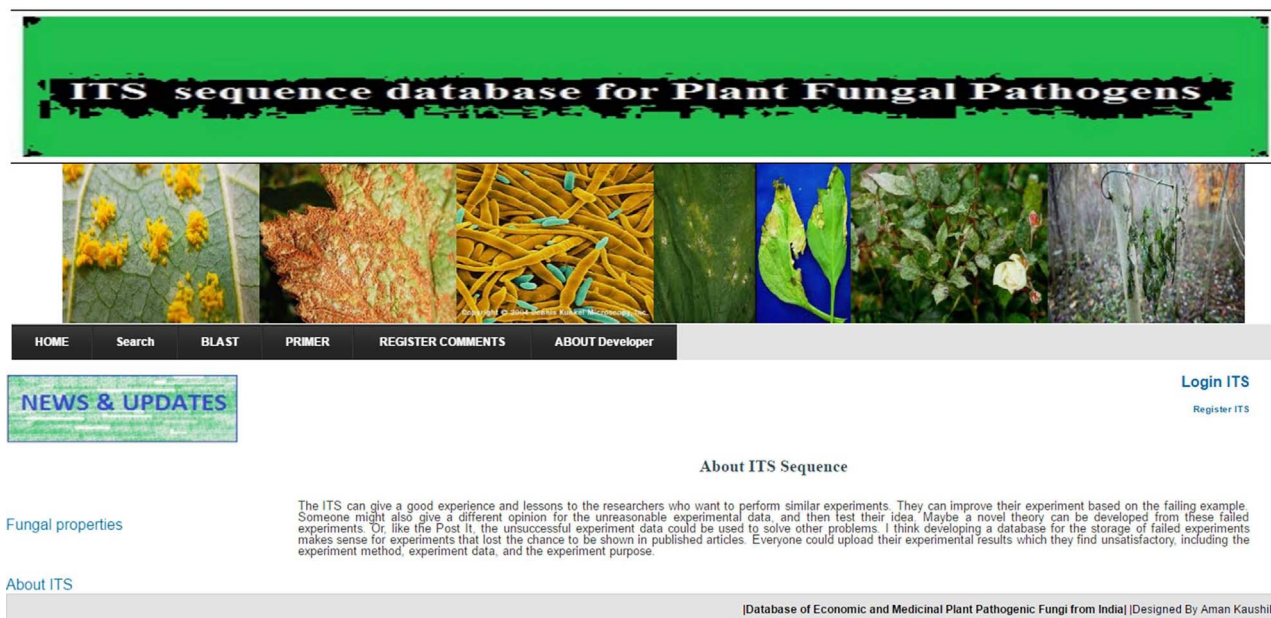 ITS sequence database for Plant Fungal Pathogens
Copyright © 2004 Dennis Kunkel Microscopy, Inc.
HOME Search BLAST PRIMER REGISTER COMMENTS ABOUT Developer
NEWS & UPDATES
Login ITS
Register ITS
About ITS Sequence
Fungal properties
The ITS can give a good experience and lessons to the researchers who want to perform similar experiments. They can improve their experiment based on the failing example.
Someone might also give a different opinion for the unreasonable experimental data, and then test their idea. Maybe a novel theory can be developed from these failed
experiments. Or, like the Post It, the unsuccessful experiment data could be used to solve other problems. I think developing a database for the storage of failed experiments
makes sense for experiments that lost the chance to be shown in published articles. Everyone could upload their experimental results which they find unsatisfactory, including the
experiment method, experiment data, and the experiment purpose.
About ITS
|Database of Economic and Medicinal Plant Pathogenic Fungi from India| |Designed By Aman Kaushik